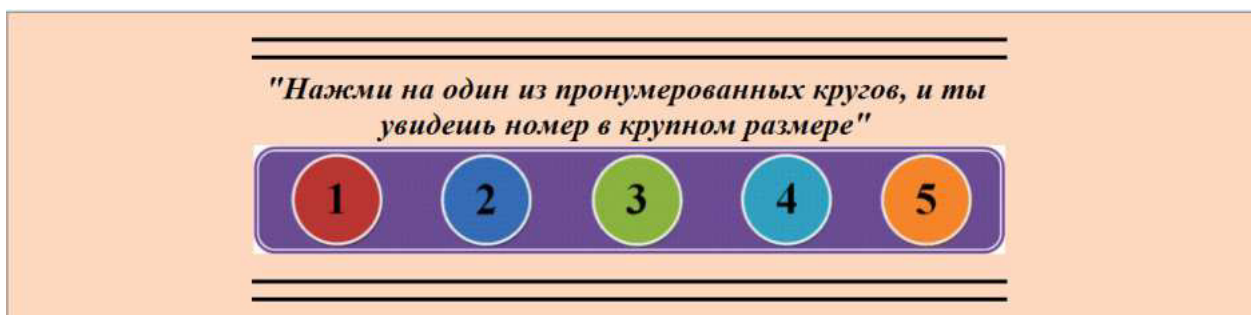 "Нажми на один из пронумерованных кругов, и ты
увидешь номер в крупном размере"
1 2 3 4 5